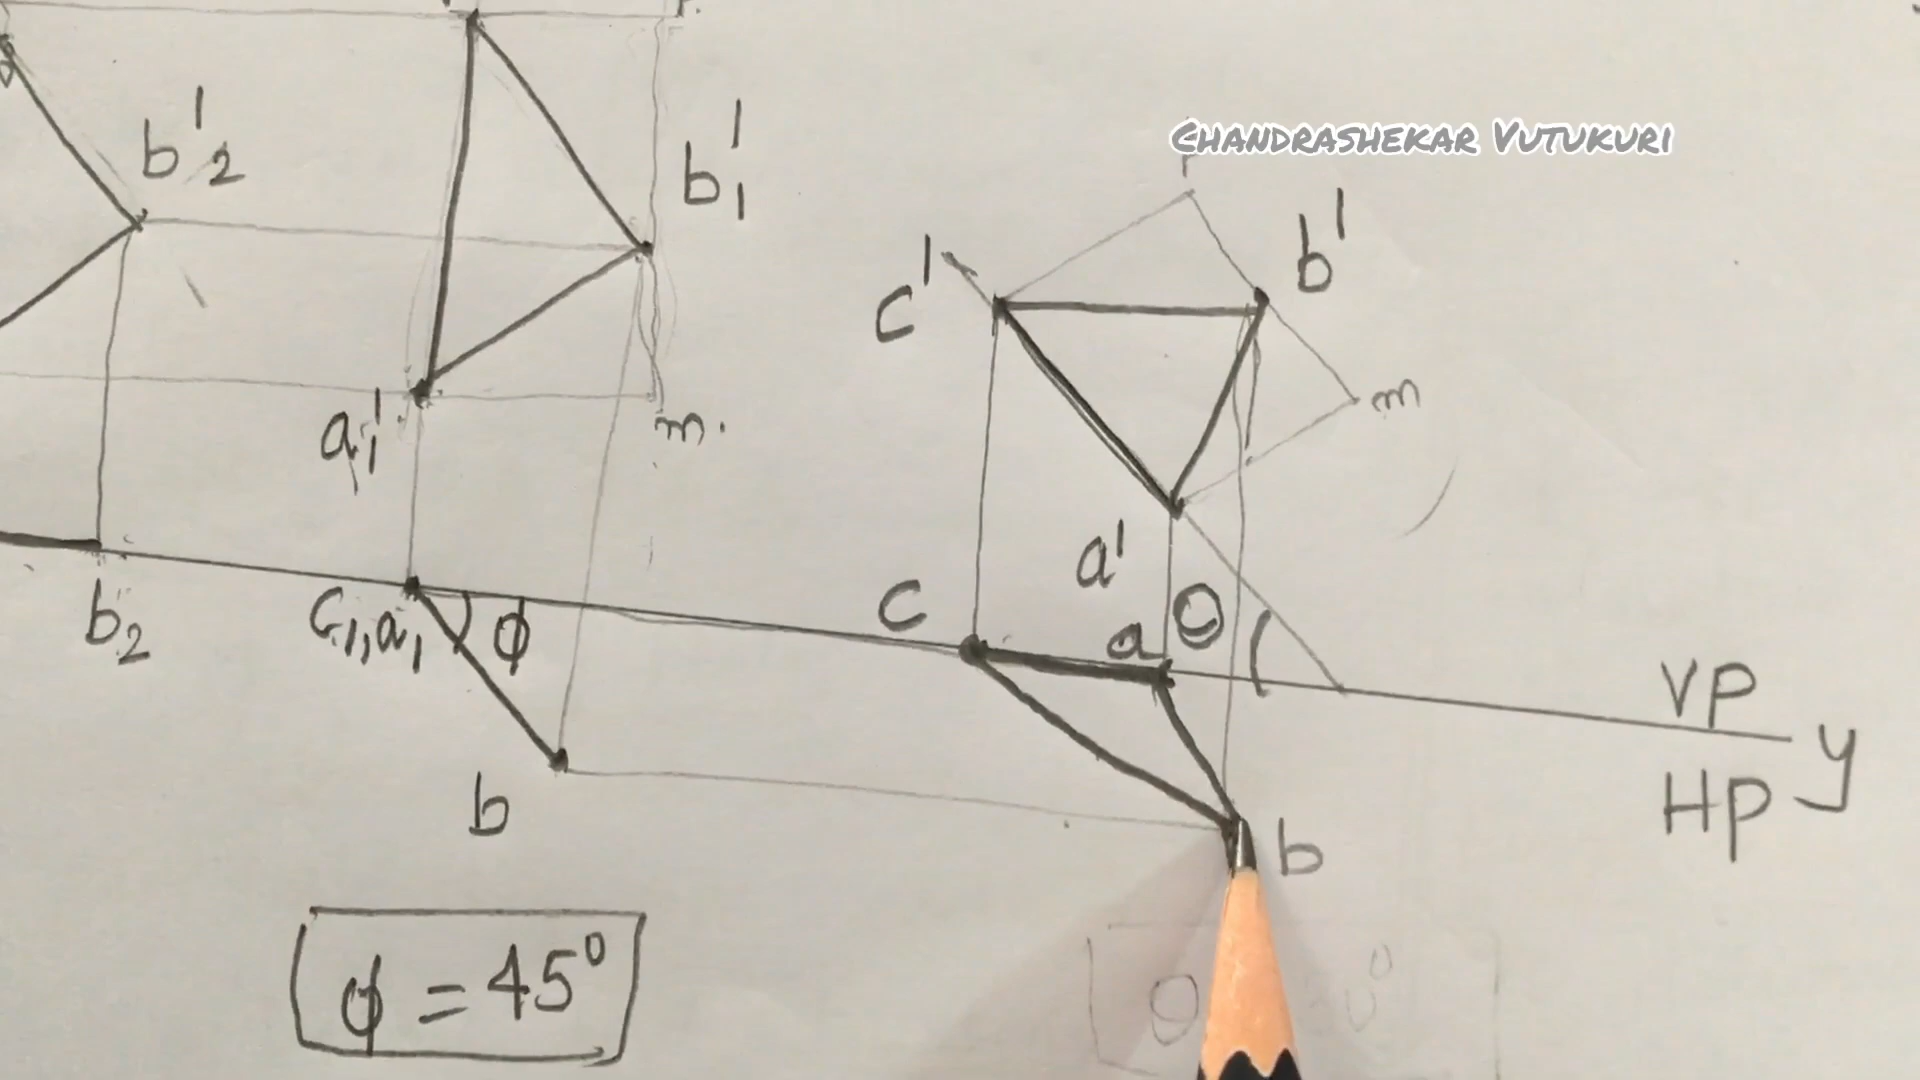 Chandrashekar Vutukuri
b'2
b'1
b'
c'
a'1
m.
m
a'
b2
c1, a1
ϕ
c
a
θ
VP
y
HP
b
b
ϕ = 45°